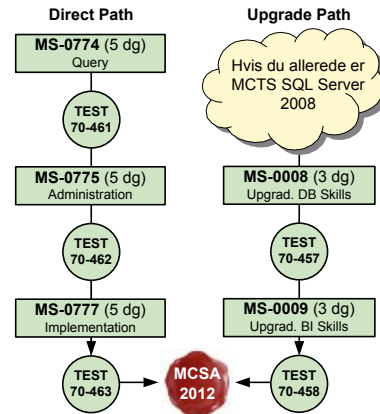 Direct Path
MS-0774 (5 dg)
Query
TEST
70-461
MS-0775 (5 dg)
Administration
TEST
70-462
MS-0777 (5 dg)
Implementation
TEST
70-463
Upgrade Path
Hvis du allerede er
MCTS SQL Server
2008
MS-0008 (3 dg)
Upgrad. DB Skills
TEST
70-457
MS-0009 (3 dg)
Upgrad. BI Skills
TEST
70-458
MCSA
2012